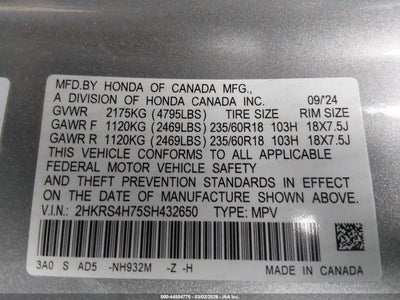 MFD.BY HONDA OF CANADA MFG.,
A DIVISION OF HONDA CANADA INC. 09/'24
GVWR 2175KG (4795LBS) TIRE SIZE RIM SIZE
GAWR F 1120KG (2469LBS) 235/60R18 103H 18X7.5J
GAWR R 1120KG (2469LBS) 235/60R18 103H 18X7.5J
THIS VEHICLE CONFORMS TO ALL APPLICABLE
FEDERAL MOTOR VEHICLE SAFETY
AND THEFT PREVENTION STANDARDS IN EFFECT
ON THE DATE OF MANUFACTURE SHOWN ABOVE.
V.I.N.: 2HKRS4H75SH432650 TYPE: MPV
3A0 S AD5 -NH932M -Z -H
MADE IN CANADA